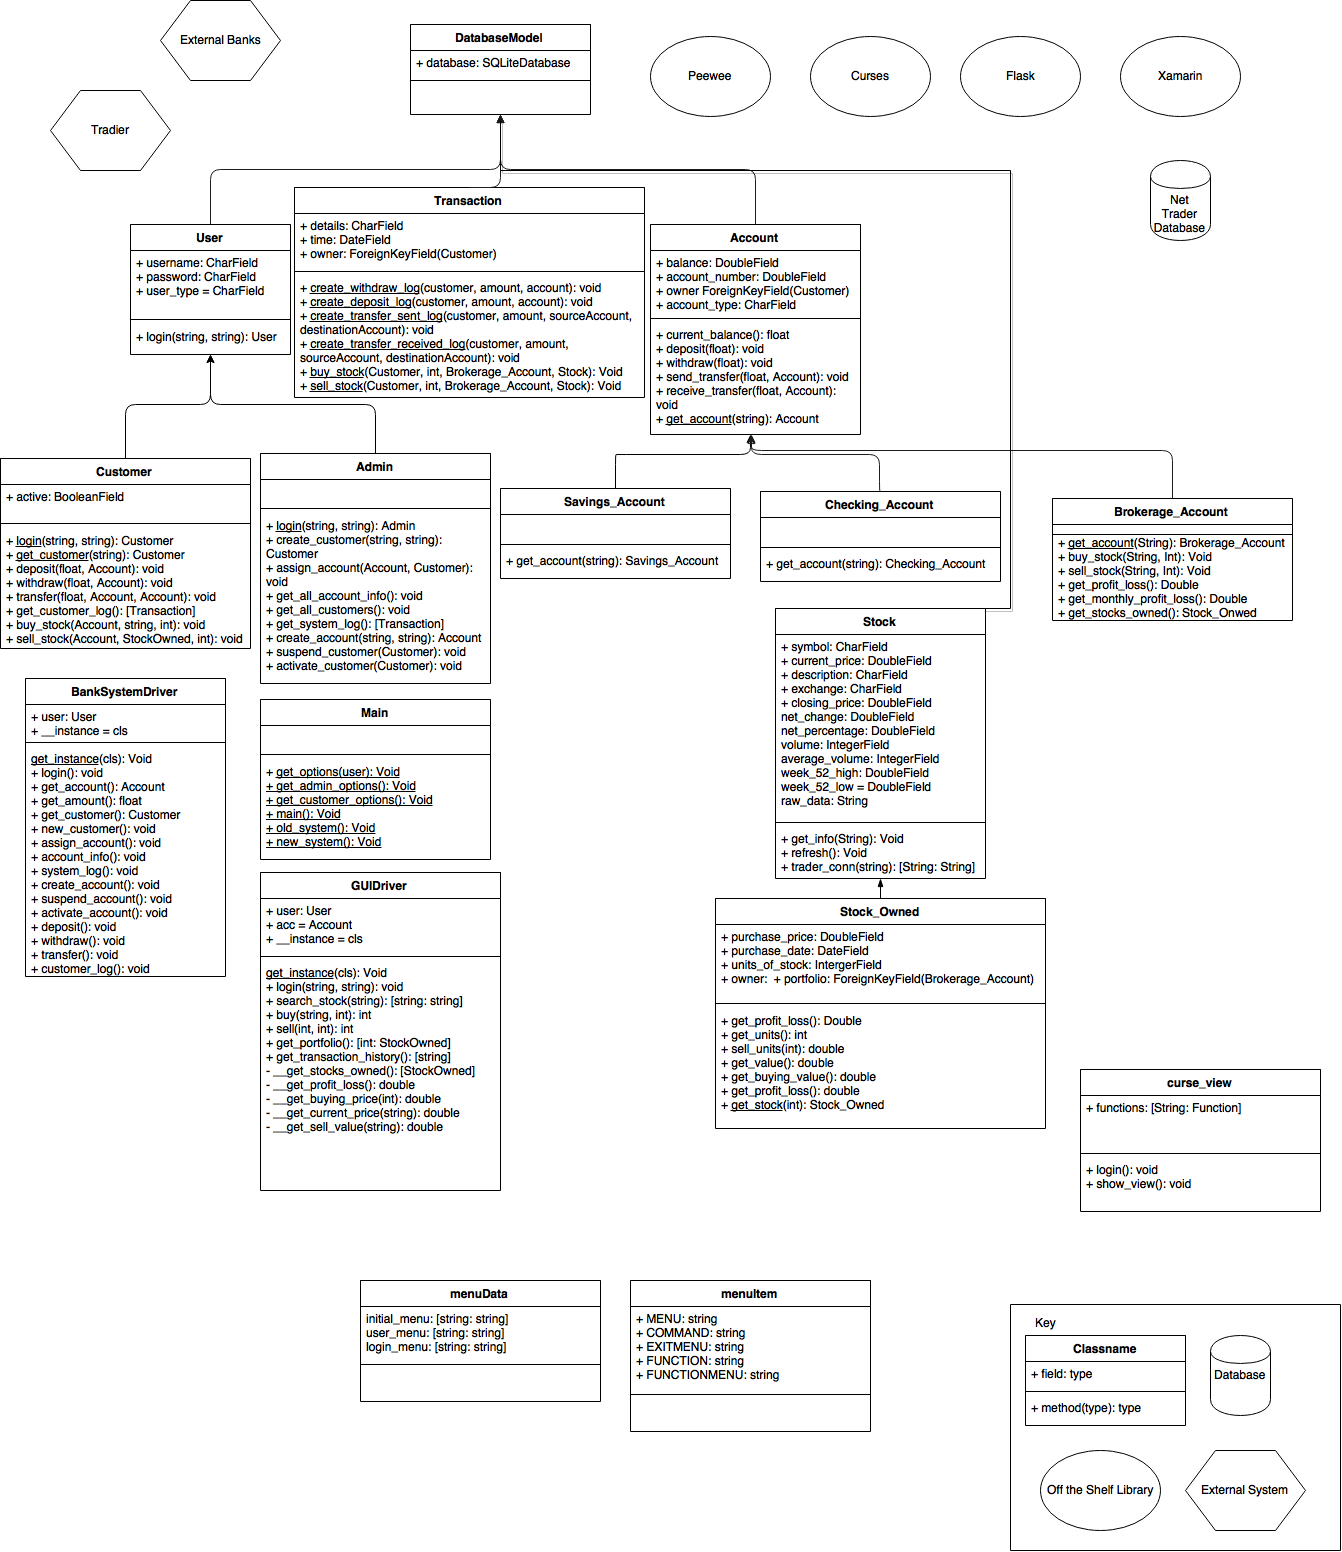 External Banks
Tradier
DatabaseModel
+ database: SQLiteDatabase
Peewee
Curses
Flask
Xamarin
Net
Trader
Database
User
+ username: CharField
+ password: CharField
+ user_type = CharField
+ login(string, string): User
Transaction
+ details: CharField
+ time: DateField
+ owner: ForeignKeyField(Customer)
+ create_withdraw_log(customer, amount, account): void
+ create_deposit_log(customer, amount, account): void
+ create_transfer_sent_log(customer, amount, sourceAccount,
destinationAccount): void
+ create_transfer_received_log(customer, amount,
sourceAccount, destinationAccount): void
+ buy_stock(Customer, int, Brokerage_Account, Stock): Void
+ sell_stock(Customer, int, Brokerage_Account, Stock): Void
Account
+ balance: DoubleField
+ account_number: DoubleField
+ owner ForeignKeyField(Customer)
+ account_type: CharField
+ current_balance(): float
+ deposit(float): void
+ withdraw(float): void
+ send_transfer(float, Account): void
+ receive_transfer(float, Account):
void
+ get_account(string): Account
Customer
+ active: BooleanField
+ login(string, string): Customer
+ get_customer(string): Customer
+ deposit(float, Account): void
+ withdraw(float, Account): void
+ transfer(float, Account, Account): void
+ get_customer_log(): [Transaction]
+ buy_stock(Account, string, int): void
+ sell_stock(Account, StockOwned, int): void
Admin
+ login(string, string): Admin
+ create_customer(string, string):
Customer
+ assign_account(Account, Customer):
void
+ get_all_account_info(): void
+ get_all_customers(): void
+ get_system_log(): [Transaction]
+ create_account(string, string): Account
+ suspend_customer(Customer): void
+ activate_customer(Customer): void
Savings_Account
+ get_account(string): Savings_Account
Checking_Account
+ get_account(string): Checking_Account
Brokerage_Account
+ get_account(String): Brokerage_Account
+ buy_stock(String, Int): Void
+ sell_stock(String, Int): Void
+ get_profit_loss(): Double
+ get_monthly_profit_loss(): Double
+ get_stocks_owned(): Stock_Onwed
Stock
+ symbol: CharField
+ current_price: DoubleField
+ description: CharField
+ exchange: CharField
+ closing_price: DoubleField
net_change: DoubleField
net_percentage: DoubleField
volume: IntegerField
average_volume: IntegerField
week_52_high: DoubleField
week_52_low = DoubleField
raw_data: String
+ get_info(String): Void
+ refresh(): Void
+ trader_conn(string): [String: String]
BankSystemDriver
+ user: User
+ __instance = cls
get_instance(cls): Void
+ login(): void
+ get_account(): Account
+ get_amount(): float
+ get_customer(): Customer
+ new_customer(): void
+ assign_account(): void
+ account_info(): void
+ system_log(): void
+ create_account(): void
+ suspend_account(): void
+ activate_account(): void
+ deposit(): void
+ withdraw(): void
+ transfer(): void
+ customer_log(): void
Main
+ get_options(user): Void
+ get_admin_options(): Void
+ get_customer_options(): Void
+ main(): Void
+ old_system(): Void
+ new_system(): Void
GUIDriver
+ user: User
+ acc = Account
+ __instance = cls
get_instance(cls): Void
+ login(string, string): void
+ search_stock(string): [string: string]
+ buy(string, int): int
+ sell(int, int): int
+ get_portfolio(): [int: StockOwned]
+ get_transaction_history(): [string]
- __get_stocks_owned(): [StockOwned]
- __get_profit_loss(): double
- __get_buying_price(int): double
- __get_current_price(string): double
- __get_sell_value(string): double
Stock_Owned
+ purchase_price: DoubleField
+ purchase_date: DateField
+ units_of_stock: IntergerField
+ owner: + portfolio: ForeignKeyField(Brokerage_Account)
+ get_profit_loss(): Double
+ get_units(): int
+ sell_units(int): double
+ get_value(): double
+ get_buying_value(): double
+ get_profit_loss(): double
+ get_stock(int): Stock_Owned
curse_view
+ functions: [String: Function]
+ login(): void
+ show_view(): void
menuData
initial_menu: [string: string]
user_menu: [string: string]
login_menu: [string: string]
menuItem
+ MENU: string
+ COMMAND: string
+ EXITMENU: string
+ FUNCTION: string
+ FUNCTIONMENU: string
Key
Classname
+ field: type
+ method(type): type
Database
Off the Shelf Library
External System